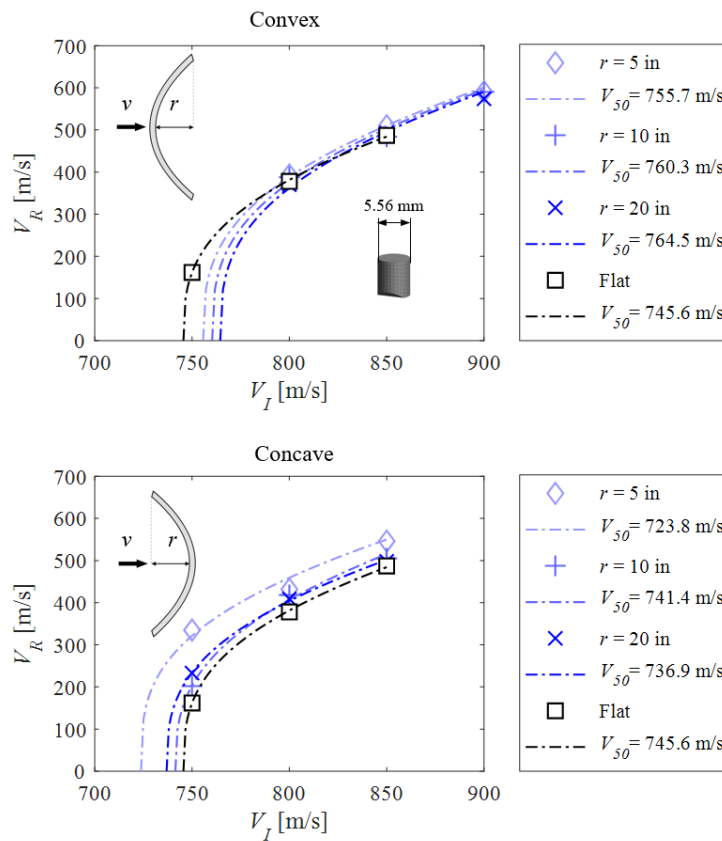 Convex
700
600
500
400
300
200
100
0
V_R [m/s]
700
750
800
850
900
V_I [m/s]
v
r
5.56 mm
r = 5 in
V_50= 755.7 m/s
r = 10 in
V_50= 760.3 m/s
r = 20 in
V_50= 764.5 m/s
Flat
V_50= 745.6 m/s
Concave
700
600
500
400
300
200
100
0
V_R [m/s]
700
750
800
850
900
V_I [m/s]
v
r
r = 5 in
V_50= 723.8 m/s
r = 10 in
V_50= 741.4 m/s
r = 20 in
V_50= 736.9 m/s
Flat
V_50= 745.6 m/s